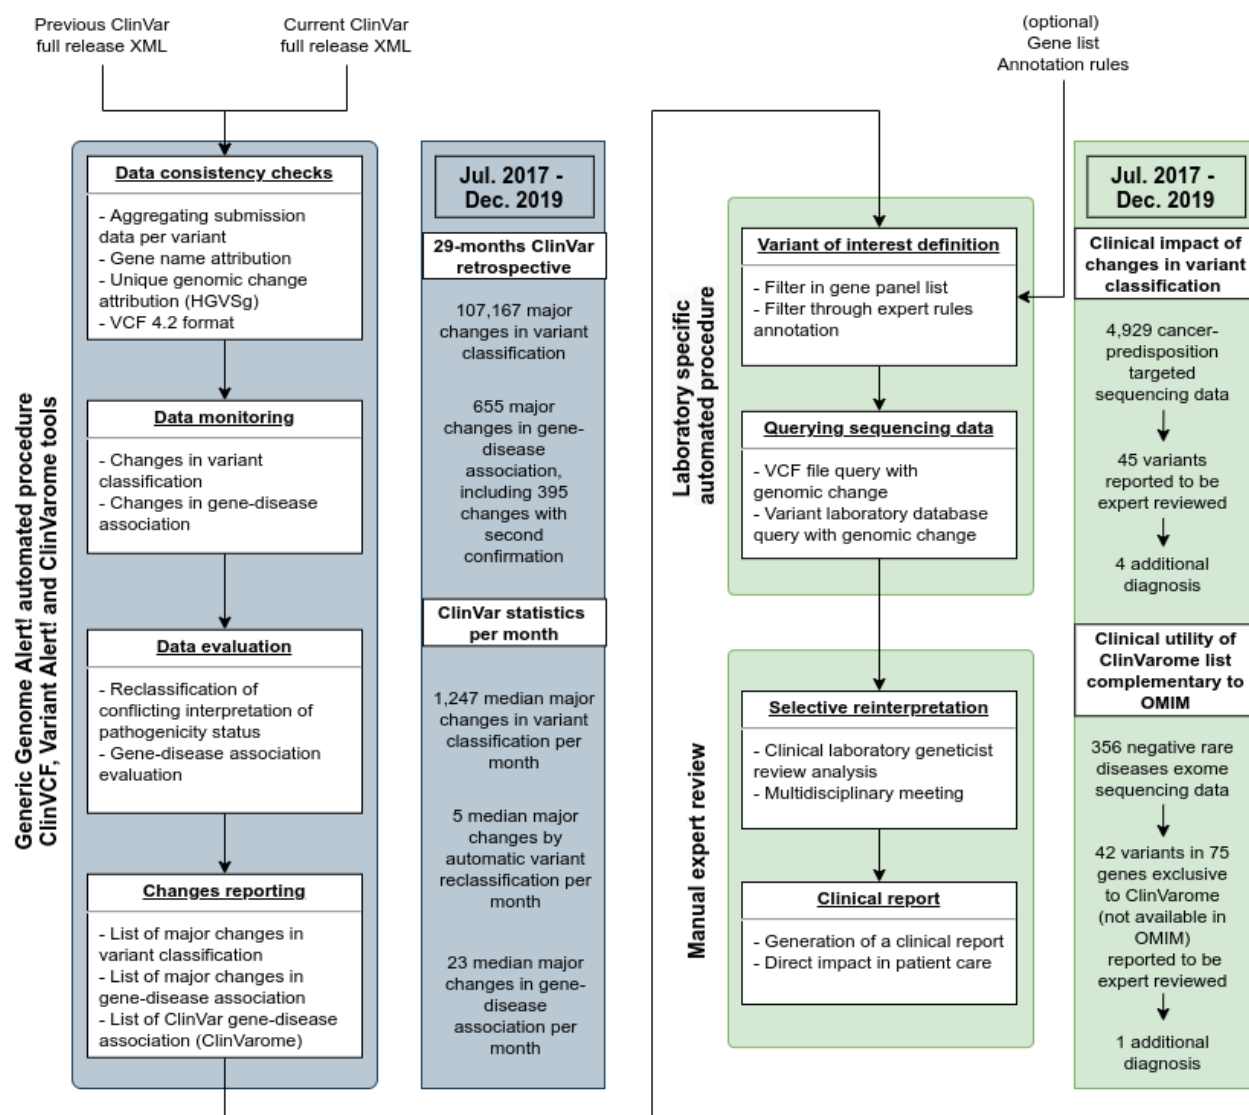 Previous ClinVar
full release XML
Current ClinVar
full release XML
(optional)
Gene list
Annotation rules
Generic Genome Alert! automated procedure
ClinVCF, Variant Alert! and ClinVarome tools
Data consistency checks
- Aggregating submission
data per variant
- Gene name attribution
- Unique genomic change
attribution (HGVSg)
- VCF 4.2 format
Data monitoring
- Changes in variant
classification
- Changes in gene-disease
association
Data evaluation
- Reclassification of
conflicting interpretation of
pathogenicity status
- Gene-disease association
evaluation
Changes reporting
- List of major changes in
variant classification
- List of major changes in
gene-disease association
- List of ClinVar gene-disease
association (ClinVarome)
Jul. 2017 -
Dec. 2019
29-months ClinVar
retrospective
107,167 major
changes in variant
classification
655 major
changes in gene-
disease
association,
including 395
changes with
second
confirmation
ClinVar statistics
per month
1,247 median major
changes in variant
classification per
month
5 median major
changes by
automatic variant
reclassification per
month
23 median major
changes in gene-
disease
association per
month
Laboratory specific
automated procedure
Variant of interest definition
- Filter in gene panel list
- Filter through expert rules
annotation
Querying sequencing data
- VCF file query with
genomic change
- Variant laboratory database
query with genomic change
Manual expert review
Selective reinterpretation
- Clinical laboratory geneticist
review analysis
- Multidisciplinary meeting
Clinical report
- Generation of a clinical report
- Direct impact in patient care
Jul. 2017 -
Dec. 2019
Clinical impact of
changes in variant
classification
4,929 cancer-
predisposition
targeted
sequencing data
45 variants
reported to be
expert reviewed
4 additional
diagnosis
Clinical utility of
ClinVarome list
complementary to
OMIM
356 negative rare
diseases exome
sequencing data
42 variants in 75
genes exclusive
to ClinVarome
(not available in
OMIM)
reported to be
expert reviewed
1 additional
diagnosis